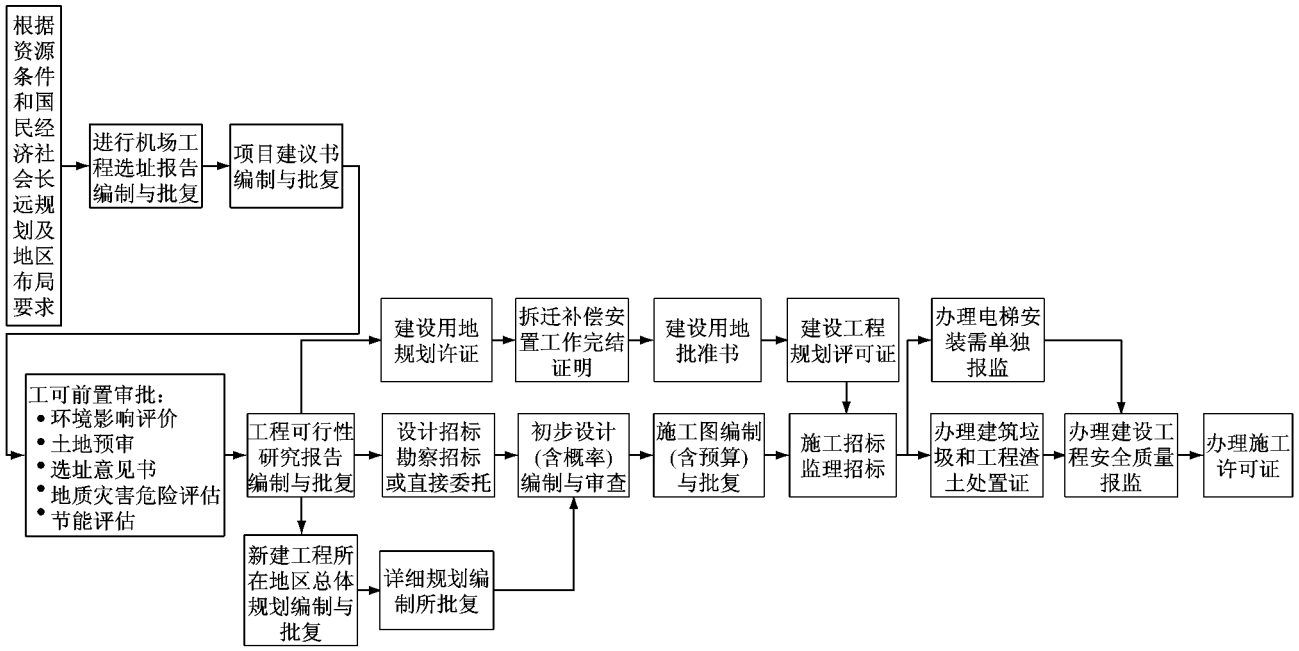 根据
资源
条件
和国
民经
济社
会长
远规
划及
地区
布局
要求
进行机场工
程选址报告
编制与批复
项目建议书
编制与批复
工可前置审批：
•环境影响评价
•土地预审
•选址意见书
•地质灾害危险评估
•节能评估
工程可行性
研究报告
编制与批复
建设用地
规划许证
拆迁补偿安
置工作完结
证明
建设用地
批准书
建设工程
规划评可证
设计招标
勘察招标
或直接委托
初步设计
(含概率)
编制与审查
施工图编制
(含预算)
与批复
施工招标
监理招标
办理电梯安
装需单独
报监
办理建筑垃
圾和工程渣
土处置证
办理建设工
程安全质量
报监
办理施工
许可证
新建工程所
在地区总体
规划编制与
批复
详细规划编
制所批复